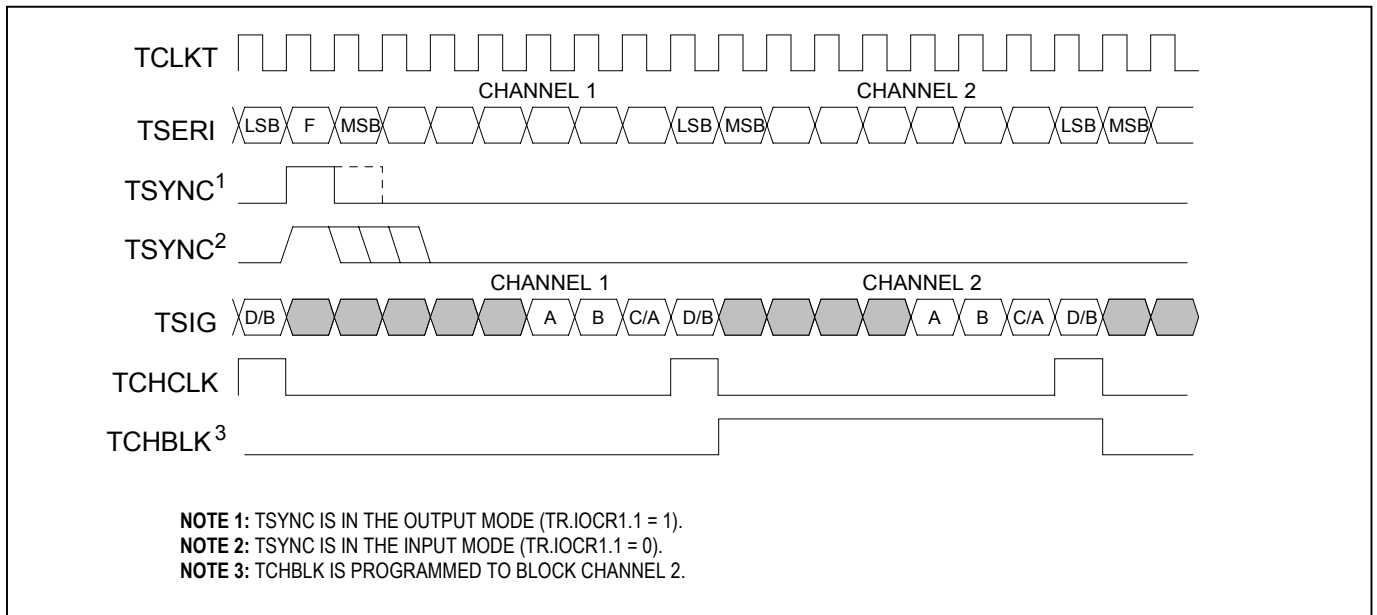 TCLKT
CHANNEL 1 CHANNEL 2
TSERI LSB F MSB LSB MSB LSB MSB
TSYNC1
TSYNC2
CHANNEL 1 CHANNEL 2
TSIG D/B A B C/A D/B A B C/A D/B
TCHCLK
TCHBLK3
NOTE 1: TSYNC IS IN THE OUTPUT MODE (TR.IOCR1.1 = 1).
NOTE 2: TSYNC IS IN THE INPUT MODE (TR.IOCR1.1 = 0).
NOTE 3: TCHBLK IS PROGRAMMED TO BLOCK CHANNEL 2.